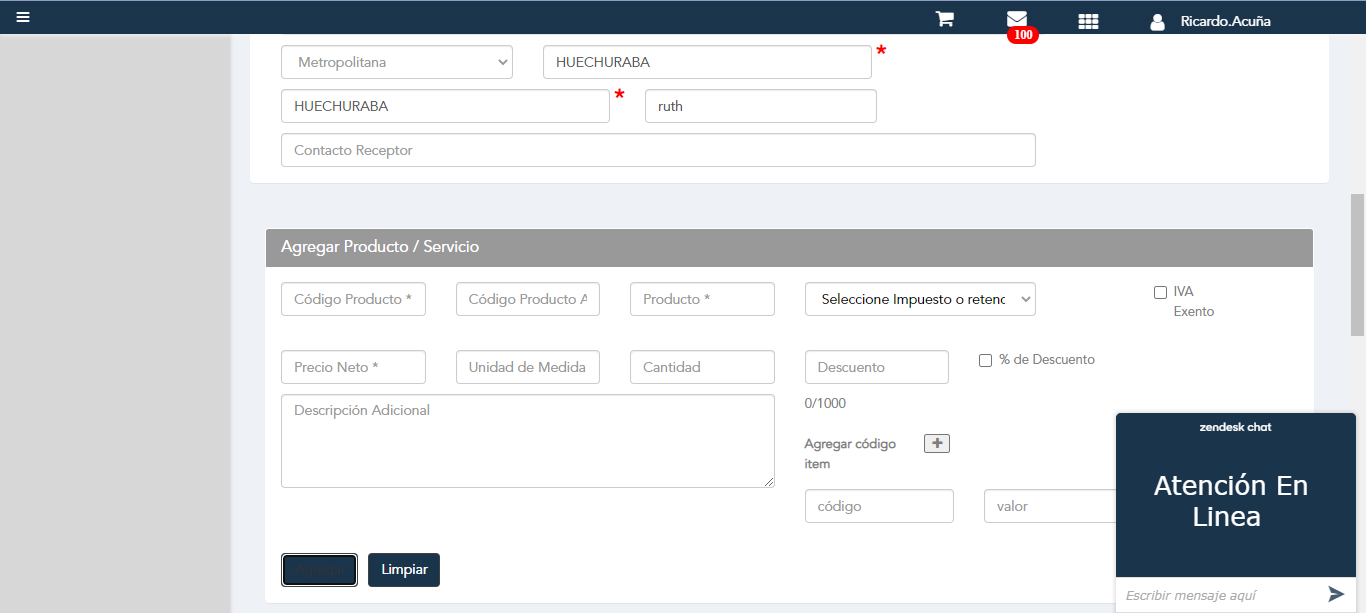 Ricardo.Acuña
100
Metropolitana
HUECHURABA
*
HUECHURABA
*
ruth
Contacto Receptor
Agregar Producto / Servicio
Código Producto *
Código Producto A
Producto *
Seleccione Impuesto o retenc
IVA
Exento
Precio Neto *
Unidad de Medida
Cantidad
Descuento
% de Descuento
Descripción Adicional
0/1000
Agregar código
item
+
código
valor
Agregar
Limpiar
zendesk chat
Atención En
Linea
Escribir mensaje aquí